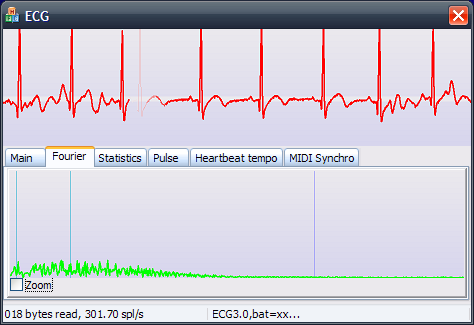 ECG
Main Fourier Statistics Pulse Heartbeat tempo MIDI Synchro
Zoom
018 bytes read, 301.70 spl/s ECG3.0,bat=xx...